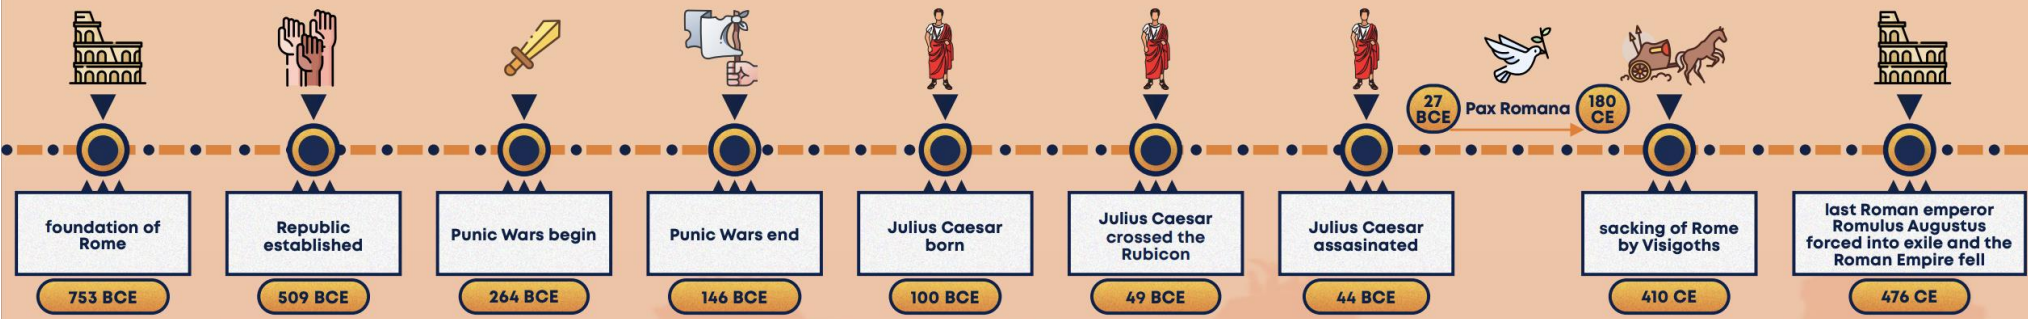 27
BCE
Pax Romana
180
CE
foundation of
Rome
753 BCE
Republic
established
509 BCE
Punic Wars begin
264 BCE
Punic Wars end
146 BCE
Julius Caesar
born
100 BCE
Julius Caesar
crossed the
Rubicon
49 BCE
Julius Caesar
assasinated
44 BCE
sacking of Rome
by Visigoths
410 CE
last Roman emperor
Romulus Augustus
forced into exile and the
Roman Empire fell
476 CE